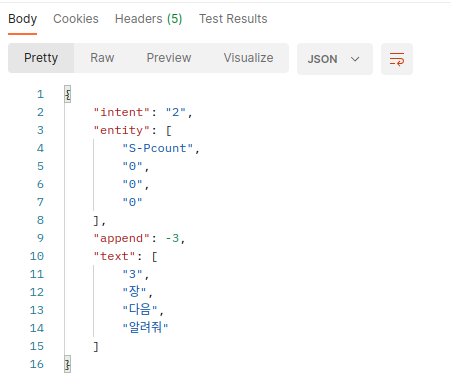 Body Cookies Headers (5) Test Results
Pretty Raw Preview Visualize JSON
1 {
2 "intent": "2",
3 "entity": [
4 "S-Pcount",
5 "0",
6 "0",
7 "0"
8 ],
9 "append": -3,
10 "text": [
11 "3",
12 "장",
13 "다음",
14 "알려줘"
15 ]
16 }